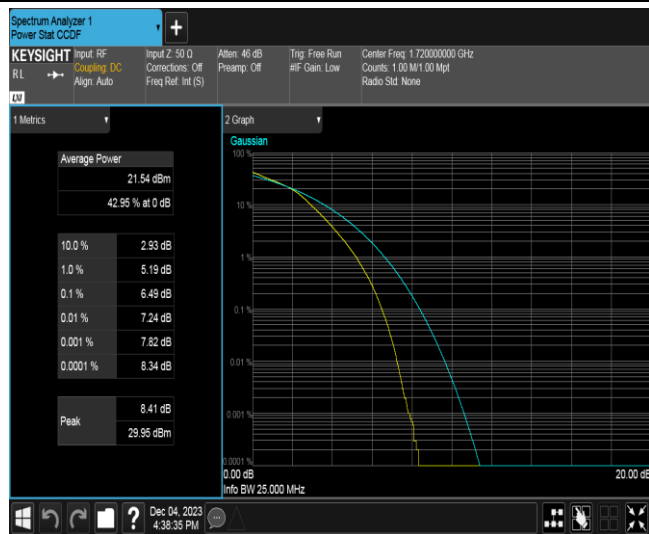 Spectrum Analyzer 1
Power Stat CCDF
+
KEYSIGHT
RL
LXI
Input: RF
Coupling: DC
Align: Auto
Input Z: 50 Ω
Corrections: Off
Freq Ref: Int (S)
Atten: 46 dB
Preamp: Off
Trig: Free Run
#IF Gain: Low
Center Freq: 1.720000000 GHz
Counts: 1.00 M/1.00 Mpt
Radio Std: None
1 Metrics
Average Power
21.54 dBm
42.95 % at 0 dB
10.0 % 2.93 dB
1.0 % 5.19 dB
0.1 % 6.49 dB
0.01 % 7.24 dB
0.001 % 7.82 dB
0.0001 % 8.34 dB
Peak
8.41 dB
29.95 dBm
2 Graph
Gaussian
100 %
10 %
1 %
0.1 %
0.01 %
0.001 %
0.0001 %
0.00 dB
20.00 dB
Info BW 25.000 MHz
?
Dec 04, 2023
4:38:35 PM